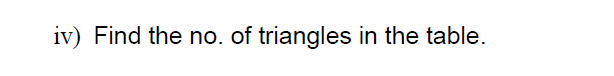 iv) Find the no. of triangles in the table.